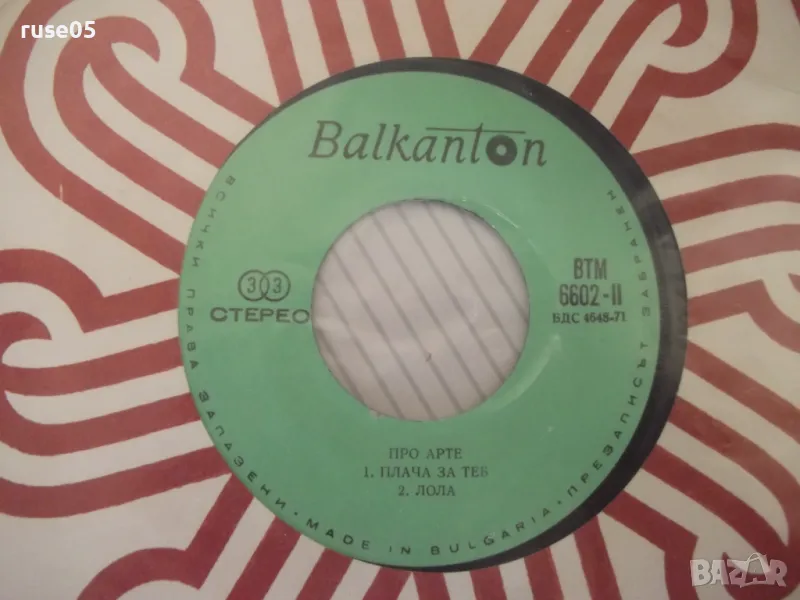 ruse05
Balkanton
33
СТЕРЕО
ВТМ
6602-II
БДС 4648-71
ПРО АРТЕ
1. ПЛАЧА ЗА ТЕБ
2. ЛОЛА
ВСИЧКИ ПРАВА ЗАПАЗЕНИ · MADE IN BULGARIA · ПРЕЗАПИСЪТ ЗАБРАНЕН
BAZAR